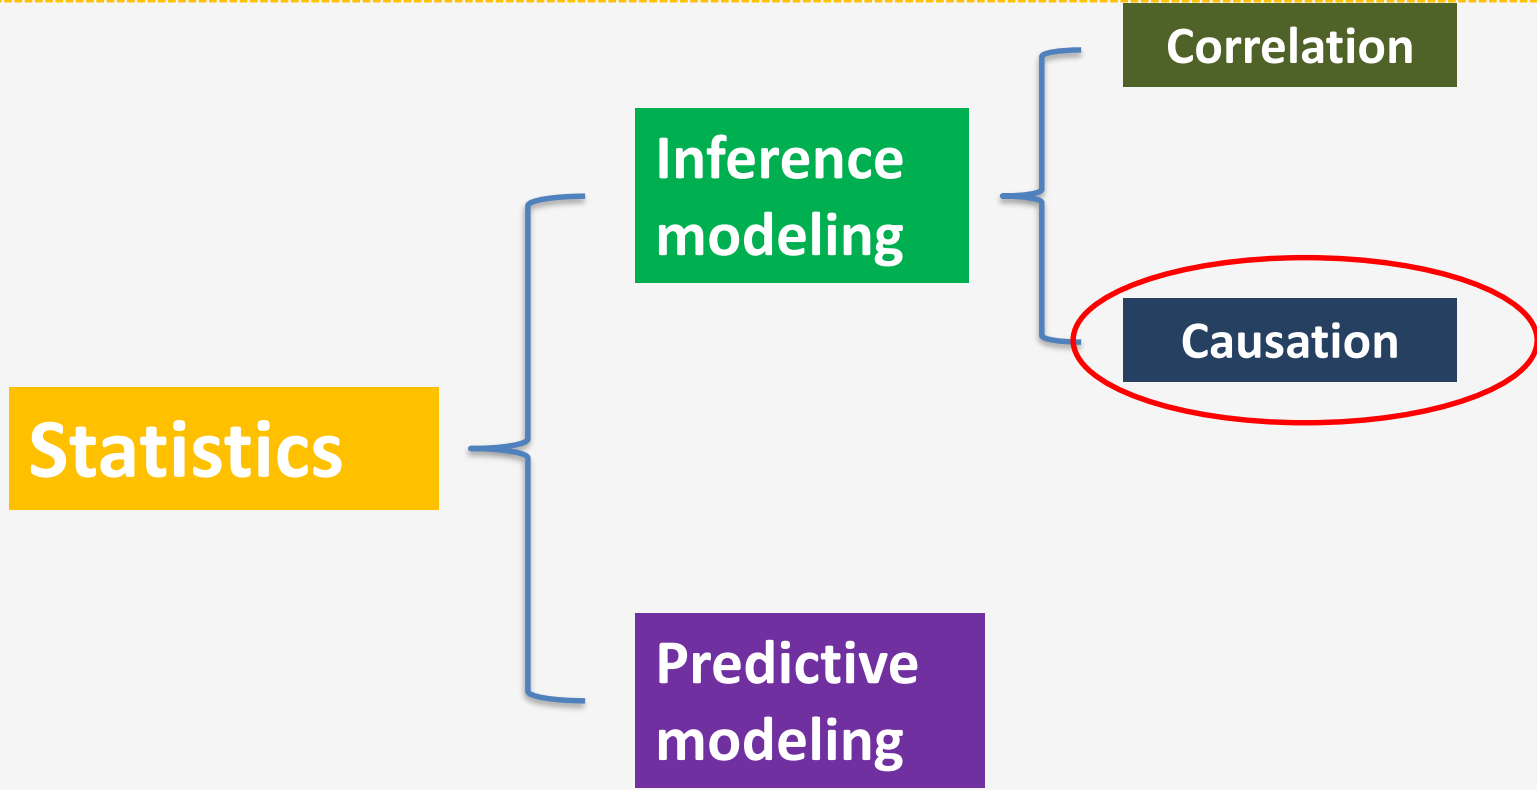 Correlation
Inference
modeling
Causation
Statistics
Predictive
modeling